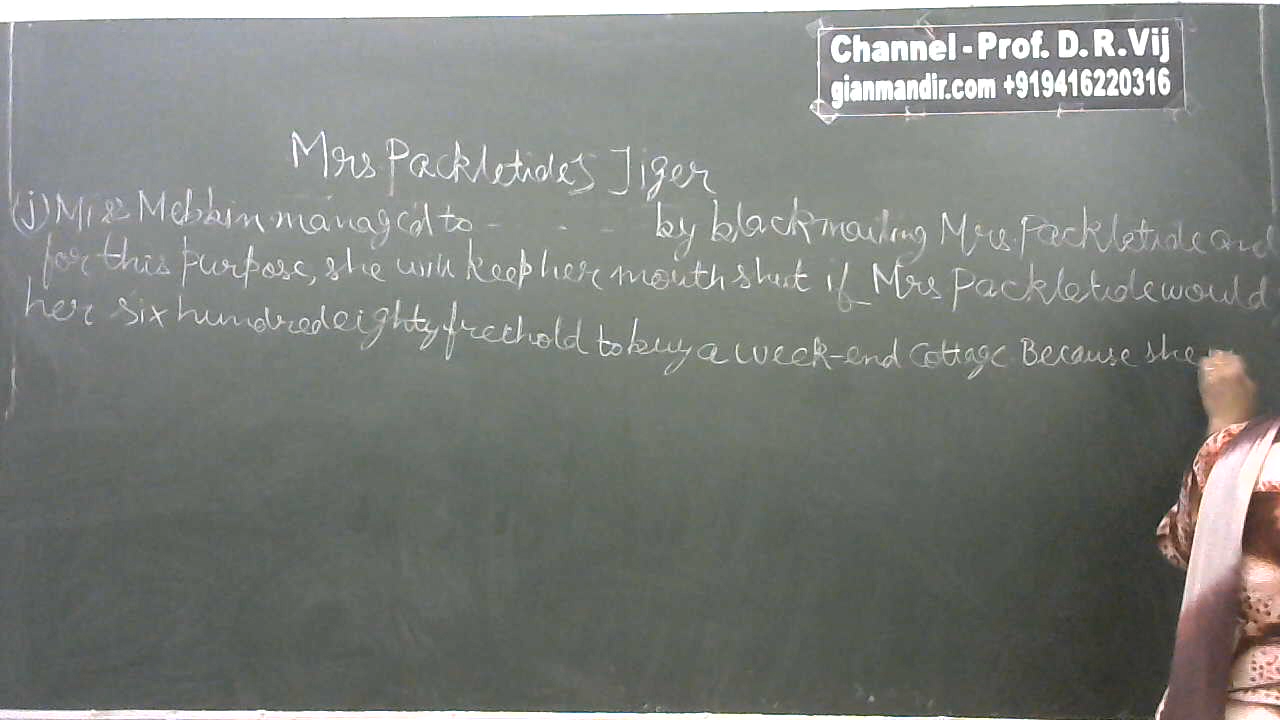 Channel - Prof. D. R. Vij
gianmandir.com +919416220316
Mrs. Packletide's Tiger
(j) Miss Mebbin managed to - - - - by blackmailing Mrs. Packletide and
for this purpose, she will keep her mouth shut if Mrs Packletide would
her six hundred eighty freehold to buy a week-end Cottage. Because she